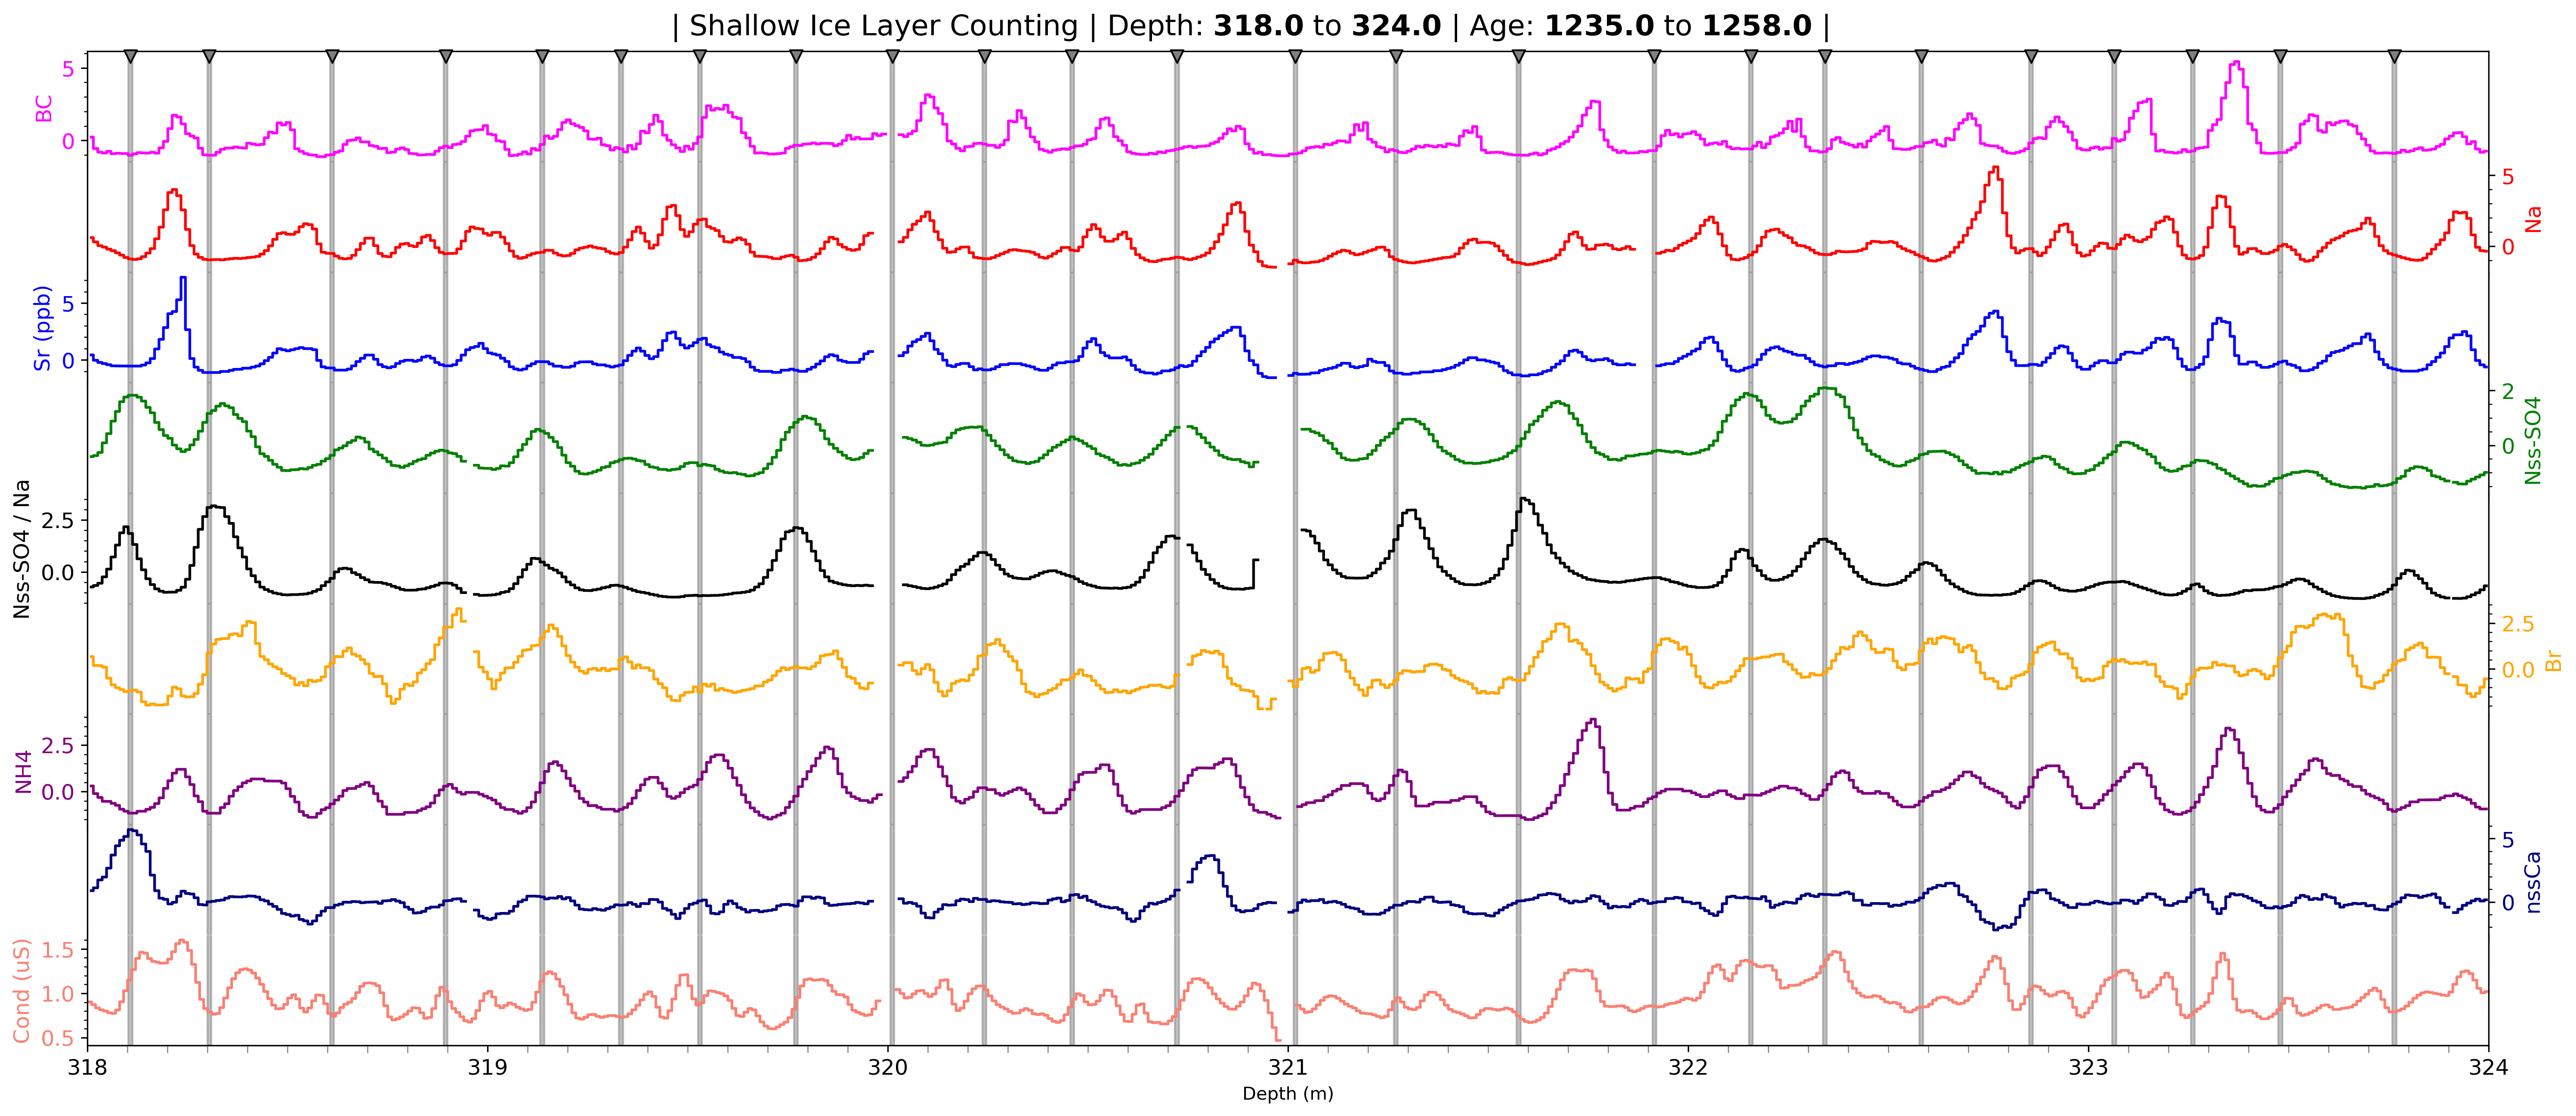 | Shallow Ice Layer Counting | Depth: 318.0 to 324.0 | Age: 1235.0 to 1258.0 |
BC
5
0
5
0
Na
Sr (ppb)
5
0
2
0
Nss-SO4
Nss-SO4 / Na
2.5
0.0
2.5
0.0
Br
NH4
2.5
0.0
5
0
nssCa
Cond (uS)
1.5
1.0
0.5
318 319 320 321 322 323 324
Depth (m)